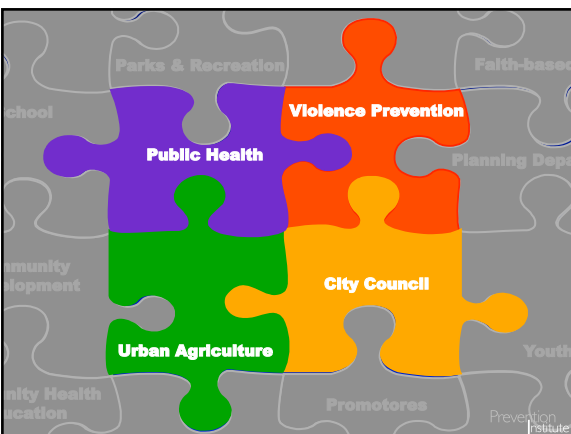 Parks & Recreation
Faith-based
chool
Violence Prevention
Public Health
Planning Depa
mmunity
elopment
City Council
Urban Agriculture
Youth
nity Health
ucation
Promotores
Prevention
Institute